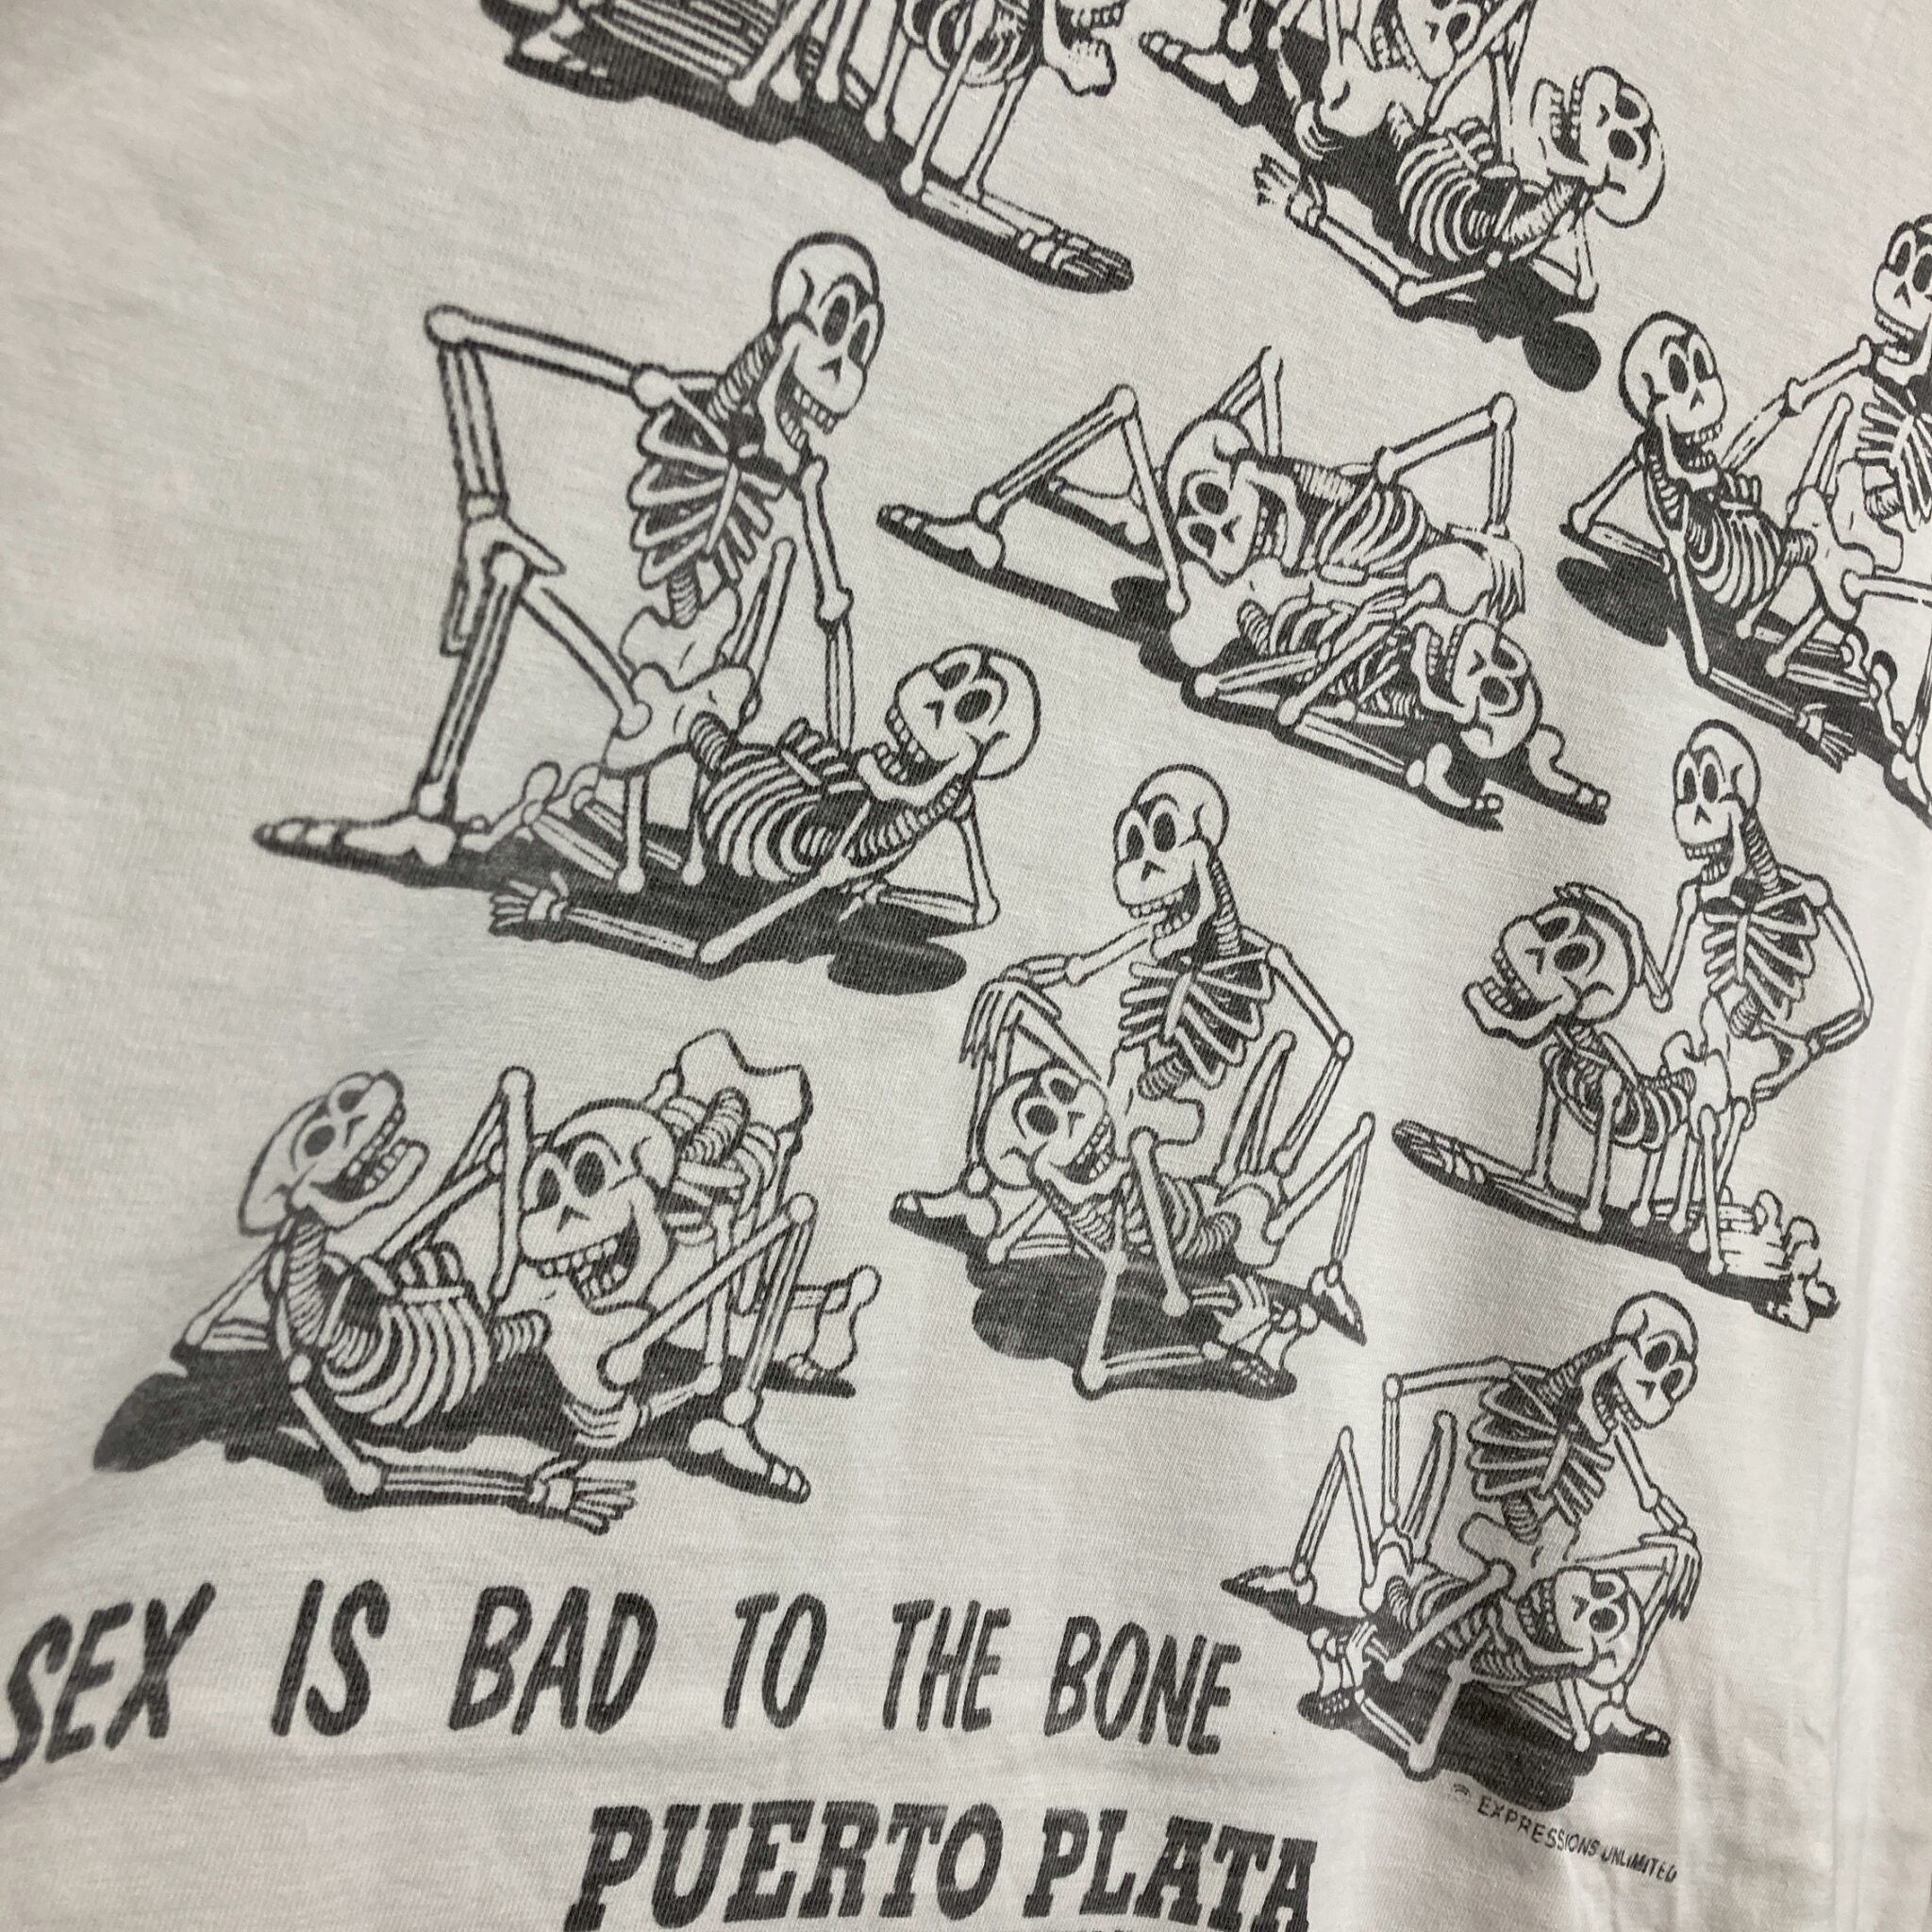 SEX IS BAD TO THE BONE
© EXPRESSIONS UNLIMITED
PUERTO PLATA